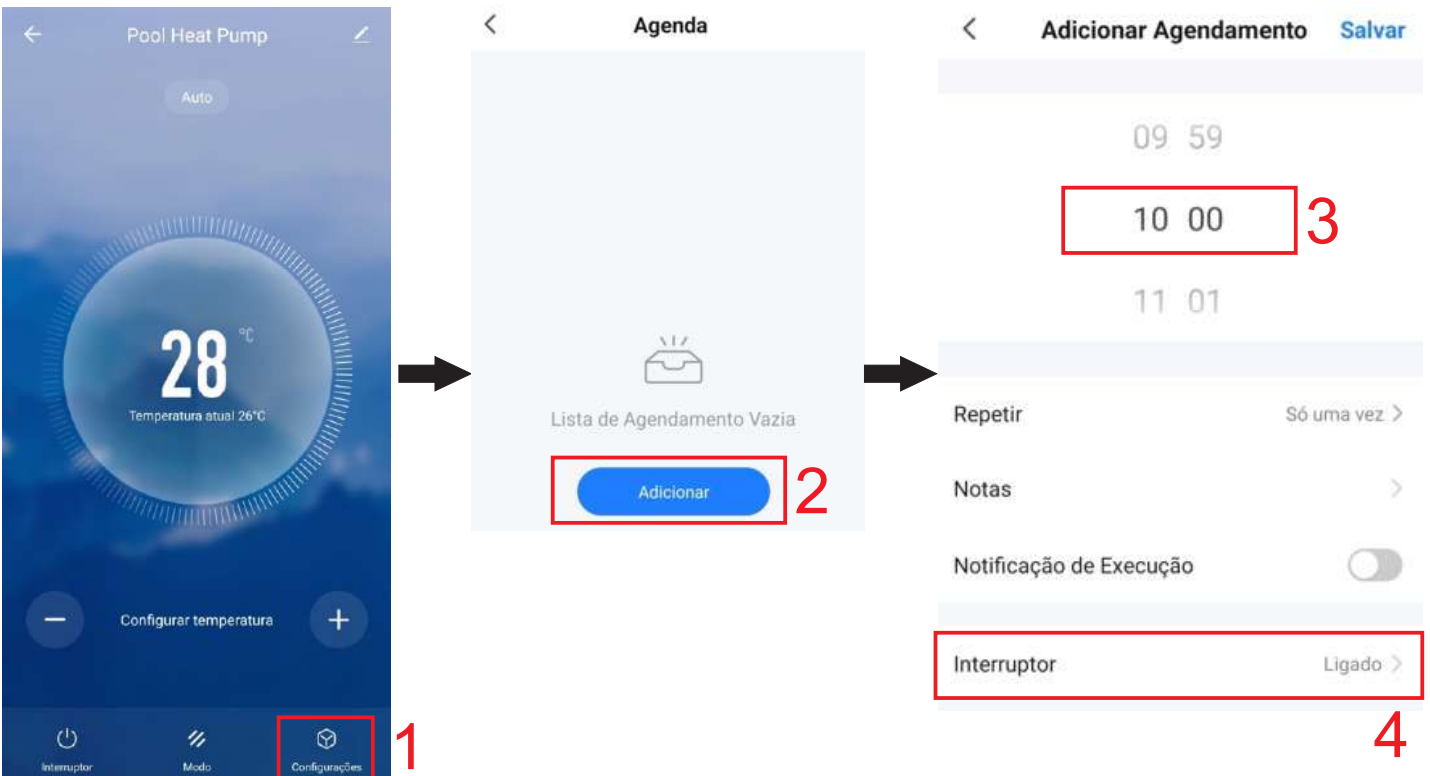 Pool Heat Pump
Auto
28 °C
Temperatura atual 26°C
Configurar temperatura
Interruptor
Modo
Configurações
1
Agenda
Lista de Agendamento Vazia
Adicionar
2
Adicionar Agendamento
Salvar
09 59
10 00
3
11 01
Repetir
Só uma vez
Notas
Notificação de Execução
Interruptor
Ligado
4